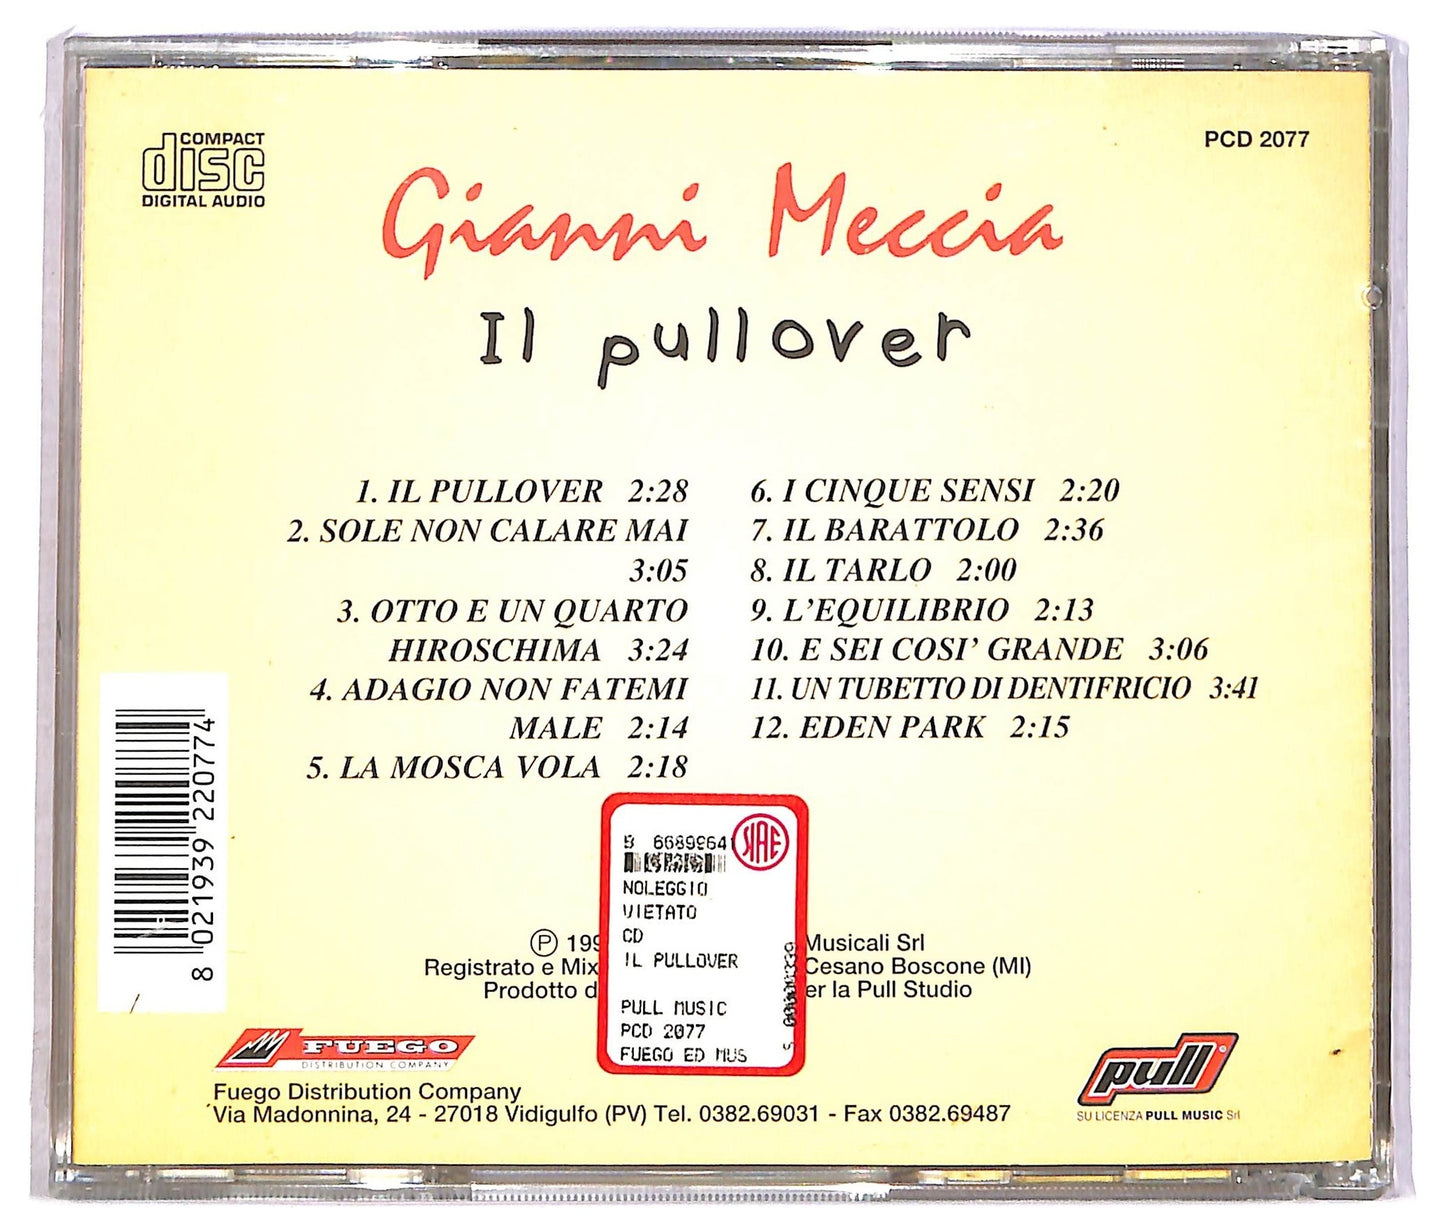 COMPACT
disc
DIGITAL AUDIO
PCD 2077
Gianni Meccia
Il pullover
1. IL PULLOVER 2:28
2. SOLE NON CALARE MAI
3:05
3. OTTO E UN QUARTO
HIROSCHIMA 3:24
4. ADAGIO NON FATEMI
MALE 2:14
5. LA MOSCA VOLA 2:18
6. I CINQUE SENSI 2:20
7. IL BARATTOLO 2:36
8. IL TARLO 2:00
9. L'EQUILIBRIO 2:13
10. E SEI COSI' GRANDE 3:06
11. UN TUBETTO DI DENTIFRICIO 3:41
12. EDEN PARK 2:15
8 021939 220774
B 66899641
SIAE
NOLEGGIO
VIETATO
CD
IL PULLOVER
PULL MUSIC
PCD 2077
FUEGO ED MUS
℗ 199 Musicali Srl
Registrato e Mix Cesano Boscone (MI)
Prodotto d er la Pull Studio
FUEGO
DISTRIBUTION COMPANY
Fuego Distribution Company
Via Madonnina, 24 - 27018 Vidigulfo (PV) Tel. 0382.69031 - Fax 0382.69487
pull
SU LICENZA PULL MUSIC Srl